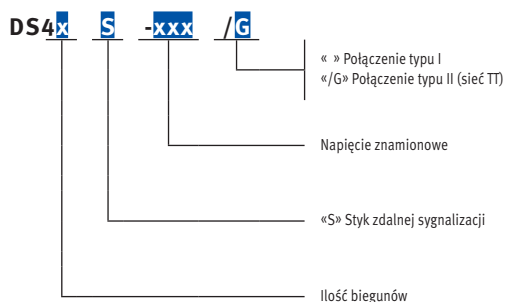 DS4x S -xxx /G
« » Połączenie typu I
«/G» Połączenie typu II (sieć TT)
Napięcie znamionowe
«S» Styk zdalnej sygnalizacji
Ilość biegunów